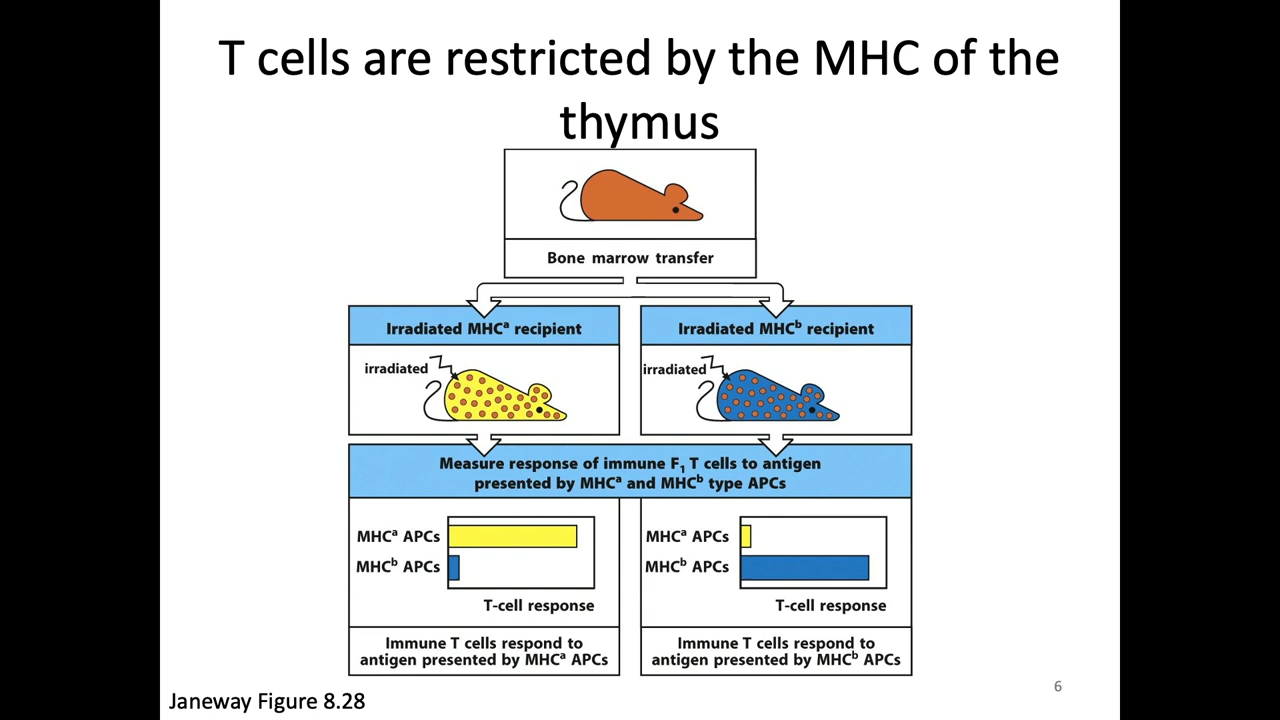 T cells are restricted by the MHC of the
thymus
Bone marrow transfer
Irradiated MHCᵃ recipient
Irradiated MHCᵇ recipient
irradiated
irradiated
Measure response of immune F₁ T cells to antigen
presented by MHCᵃ and MHCᵇ type APCs
MHCᵃ APCs
MHCᵇ APCs
T-cell response
MHCᵃ APCs
MHCᵇ APCs
T-cell response
Immune T cells respond to
antigen presented by MHCᵃ APCs
Immune T cells respond to
antigen presented by MHCᵇ APCs
6
Janeway Figure 8.28